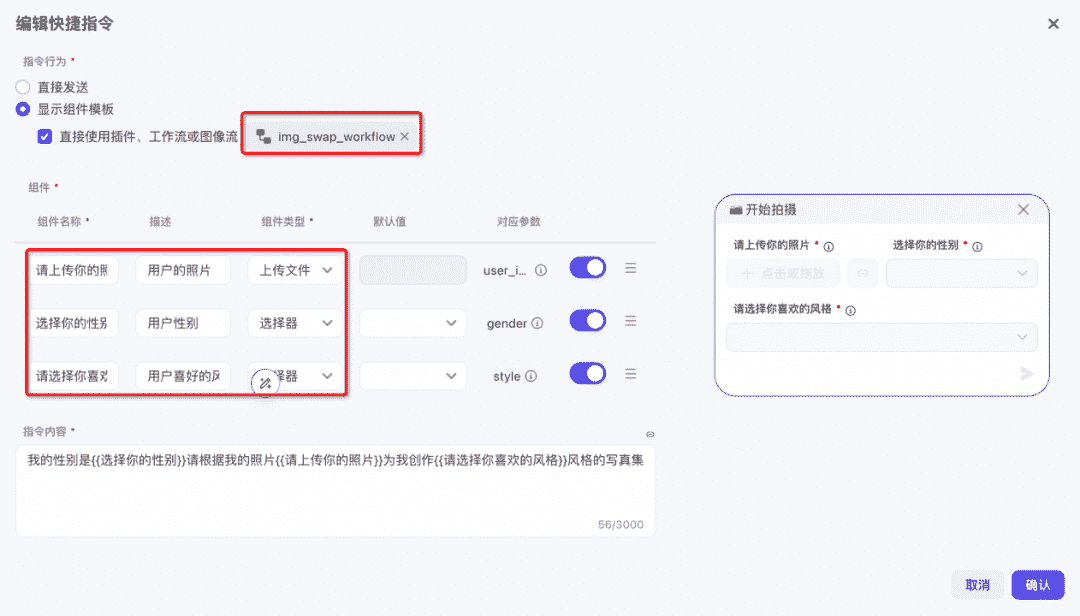 编辑快捷指令
指令行为 *
直接发送
显示组件模板
直接使用插件、工作流或图像流 img_swap_workflow
组件 *
组件名称 * 描述 组件类型 * 默认值 对应参数
请上传你的照 用户的照片 上传文件 user_i...
选择你的性别 用户性别 选择器 gender
请选择你喜欢 用户喜好的风 择器 style
指令内容 *
我的性别是{{选择你的性别}}请根据我的照片{{请上传你的照片}}为我创作{{请选择你喜欢的风格}}风格的写真集
56/3000
开始拍摄
请上传你的照片 * 选择你的性别 *
点击或拖放
请选择你喜欢的风格 *
取消 确认